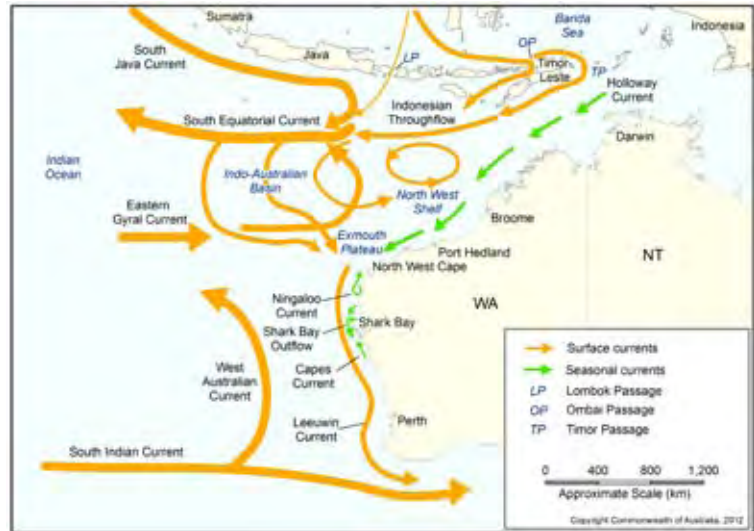 Sumatra
Banda
Sea
Indonesia
South
Java Current
Java
LP
OP
Timor
Leste
TP
Holloway
Current
Indonesian
Throughflow
South Equatorial Current
Darwin
Indian
Ocean
Indo-Australian
Basin
North West
Shelf
Eastern
Gyral Current
Broome
Exmouth
Plateau
Port Hedland
North West Cape
NT
Ningaloo
Current
WA
Shark Bay
Shark Bay
Outflow
Capes
Current
West
Australian
Current
Leeuwin
Current
Perth
South Indian Current
Surface currents
Seasonal currents
LP Lombok Passage
OP Ombai Passage
TP Timor Passage
0 400 800 1,200
Approximate Scale (km)
Copyright Commonwealth of Australia, 2012